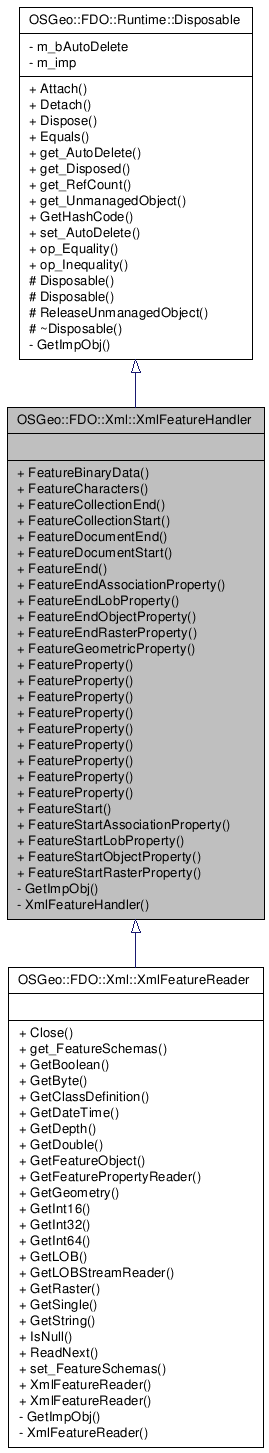 OSGeo::FDO::Runtime::Disposable
- m_bAutoDelete
- m_imp
+ Attach()
+ Detach()
+ Dispose()
+ Equals()
+ get_AutoDelete()
+ get_Disposed()
+ get_RefCount()
+ get_UnmanagedObject()
+ GetHashCode()
+ set_AutoDelete()
+ op_Equality()
+ op_Inequality()
# Disposable()
# Disposable()
# ReleaseUnmanagedObject()
# ~Disposable()
- GetImpObj()
OSGeo::FDO::Xml::XmlFeatureHandler
+ FeatureBinaryData()
+ FeatureCharacters()
+ FeatureCollectionEnd()
+ FeatureCollectionStart()
+ FeatureDocumentEnd()
+ FeatureDocumentStart()
+ FeatureEnd()
+ FeatureEndAssociationProperty()
+ FeatureEndLobProperty()
+ FeatureEndObjectProperty()
+ FeatureEndRasterProperty()
+ FeatureGeometricProperty()
+ FeatureProperty()
+ FeatureProperty()
+ FeatureProperty()
+ FeatureProperty()
+ FeatureProperty()
+ FeatureProperty()
+ FeatureProperty()
+ FeatureProperty()
+ FeatureProperty()
+ FeatureStart()
+ FeatureStartAssociationProperty()
+ FeatureStartLobProperty()
+ FeatureStartObjectProperty()
+ FeatureStartRasterProperty()
- GetImpObj()
- XmlFeatureHandler()
OSGeo::FDO::Xml::XmlFeatureReader
+ Close()
+ get_FeatureSchemas()
+ GetBoolean()
+ GetByte()
+ GetClassDefinition()
+ GetDateTime()
+ GetDepth()
+ GetDouble()
+ GetFeatureObject()
+ GetFeaturePropertyReader()
+ GetGeometry()
+ GetInt16()
+ GetInt32()
+ GetInt64()
+ GetLOB()
+ GetLOBStreamReader()
+ GetRaster()
+ GetSingle()
+ GetString()
+ IsNull()
+ ReadNext()
+ set_FeatureSchemas()
+ XmlFeatureReader()
+ XmlFeatureReader()
- GetImpObj()
- XmlFeatureReader()